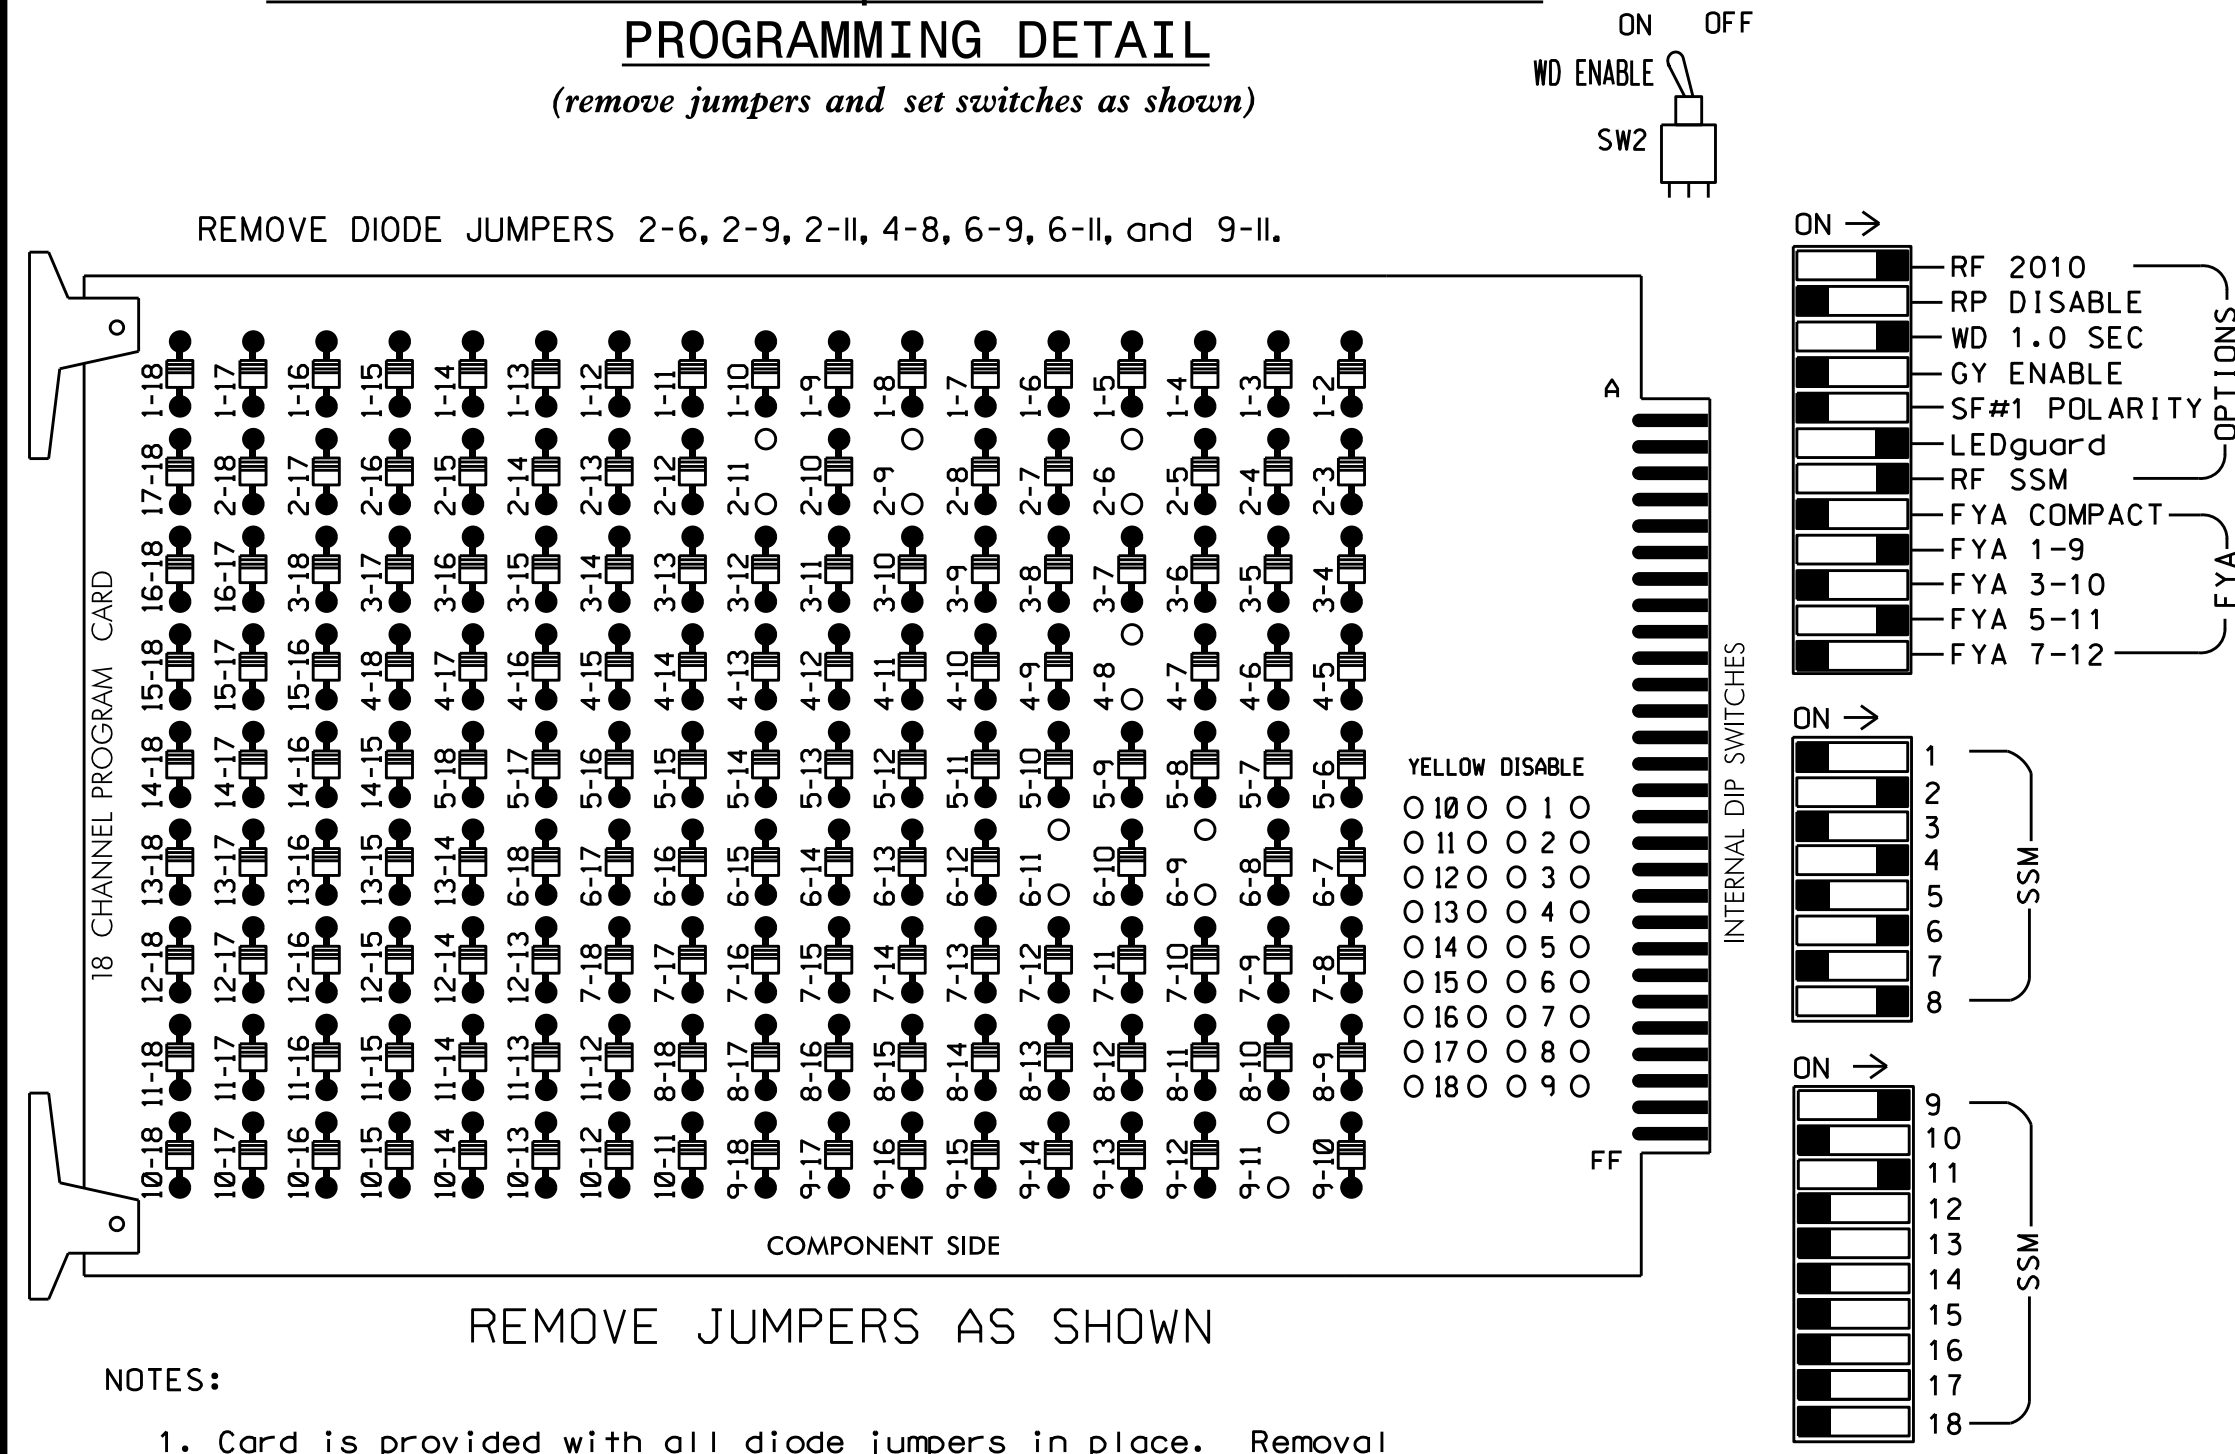 PROGRAMMING DETAIL
(remove jumpers and set switches as shown)
ON OFF
WD ENABLE
SW2
REMOVE DIODE JUMPERS 2-6, 2-9, 2-11, 4-8, 6-9, 6-11, and 9-11.
18 CHANNEL PROGRAM CARD
1-18 1-17 1-16 1-15 1-14 1-13 1-12 1-11 1-10 1-9 1-8 1-7 1-6 1-5 1-4 1-3 1-2
17-18 2-18 2-17 2-16 2-15 2-14 2-13 2-12 2-11 2-10 2-9 2-8 2-7 2-6 2-5 2-4 2-3
16-18 16-17 3-18 3-17 3-16 3-15 3-14 3-13 3-12 3-11 3-10 3-9 3-8 3-7 3-6 3-5 3-4
15-18 15-17 15-16 4-18 4-17 4-16 4-15 4-14 4-13 4-12 4-11 4-10 4-9 4-8 4-7 4-6 4-5
14-18 14-17 14-16 14-15 5-18 5-17 5-16 5-15 5-14 5-13 5-12 5-11 5-10 5-9 5-8 5-7 5-6
13-18 13-17 13-16 13-15 13-14 6-18 6-17 6-16 6-15 6-14 6-13 6-12 6-11 6-10 6-9 6-8 6-7
12-18 12-17 12-16 12-15 12-14 12-13 7-18 7-17 7-16 7-15 7-14 7-13 7-12 7-11 7-10 7-9 7-8
11-18 11-17 11-16 11-15 11-14 11-13 11-12 8-18 8-17 8-16 8-15 8-14 8-13 8-12 8-11 8-10 8-9
10-18 10-17 10-16 10-15 10-14 10-13 10-12 10-11 9-18 9-17 9-16 9-15 9-14 9-13 9-12 9-11 9-10
A
YELLOW DISABLE
10 1
11 2
12 3
13 4
14 5
15 6
16 7
17 8
18 9
FF
COMPONENT SIDE
INTERNAL DIP SWITCHES
ON
RF 2010
RP DISABLE
WD 1.0 SEC
GY ENABLE
SF#1 POLARITY
LEDguard
RF SSM
OPTIONS
FYA COMPACT
FYA 1-9
FYA 3-10
FYA 5-11
FYA 7-12
FYA
ON
1
2
3
4
5
6
7
8
SSM
ON
9
10
11
12
13
14
15
16
17
18
SSM
REMOVE JUMPERS AS SHOWN
NOTES:
1. Card is provided with all diode jumpers in place. Removal